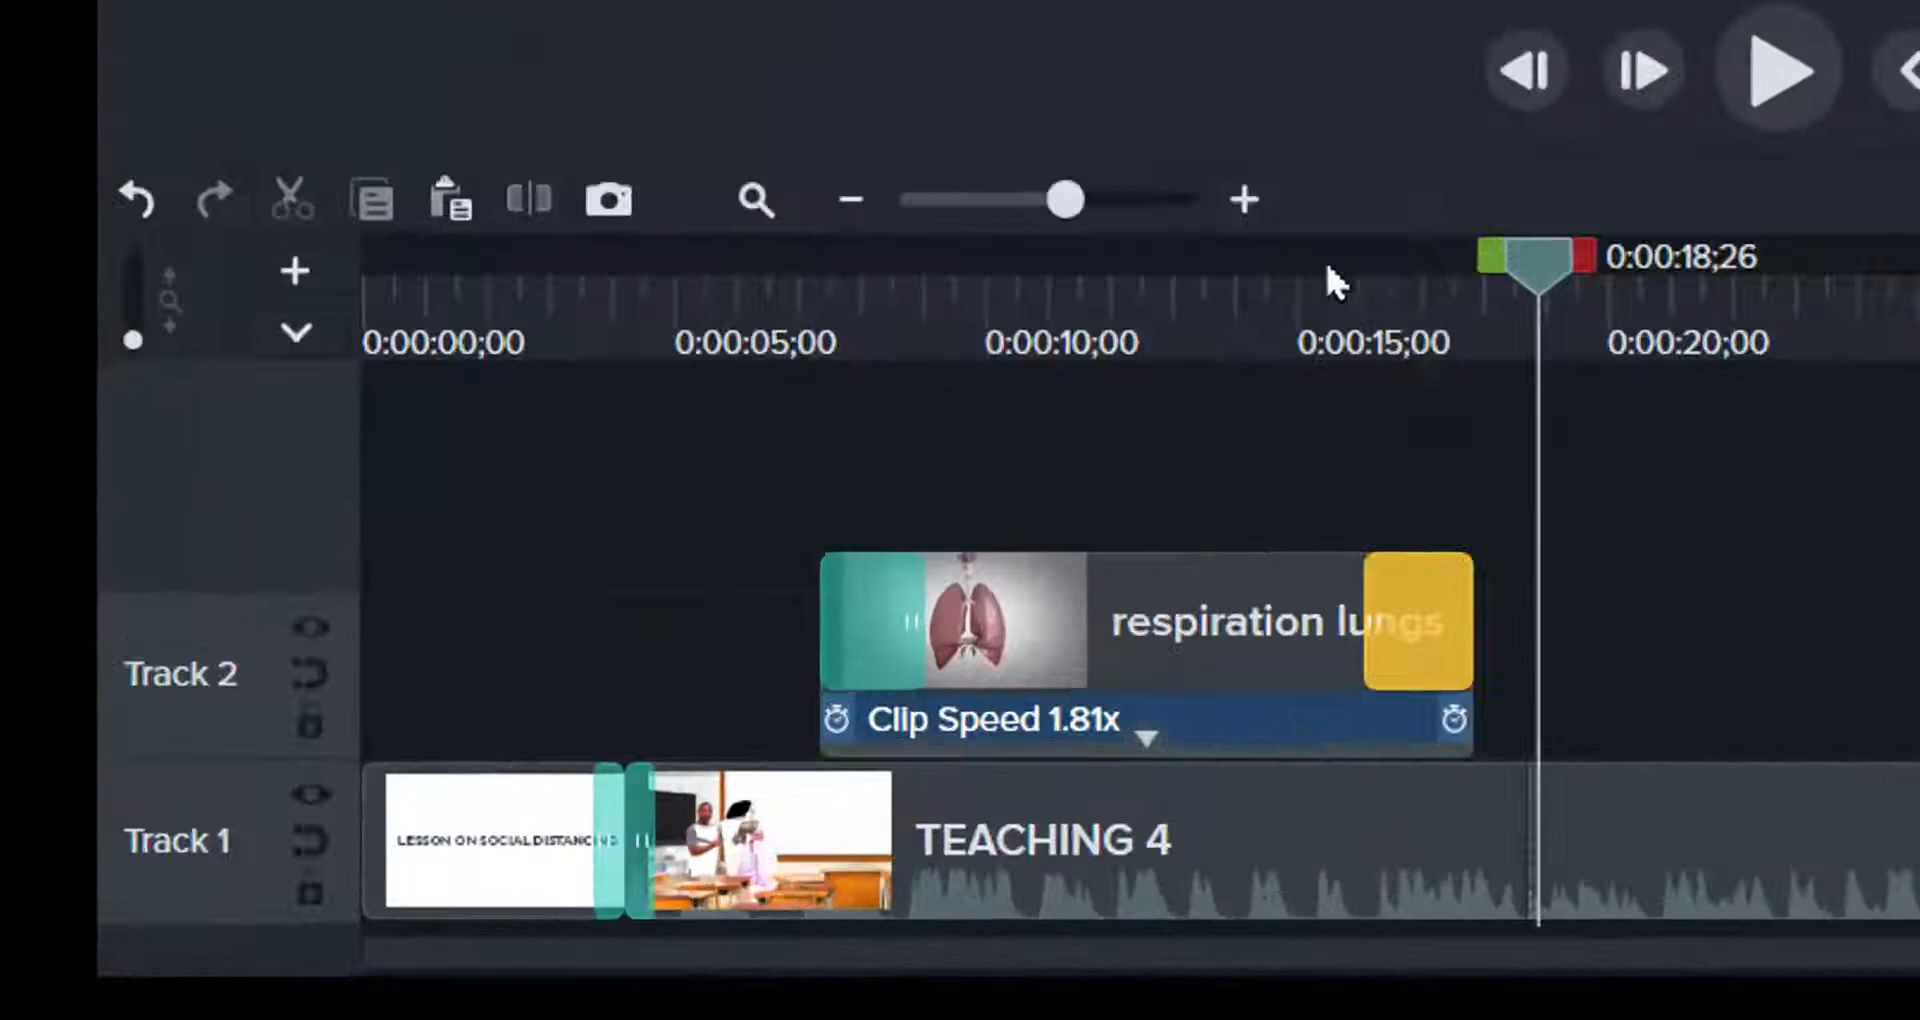 0:00:18;26
0:00:00;00 0:00:05;00 0:00:10;00 0:00:15;00 0:00:20;00
respiration lungs
Track 2
Clip Speed 1.81x
Track 1
LESSON ON SOCIAL DISTANCING
TEACHING 4